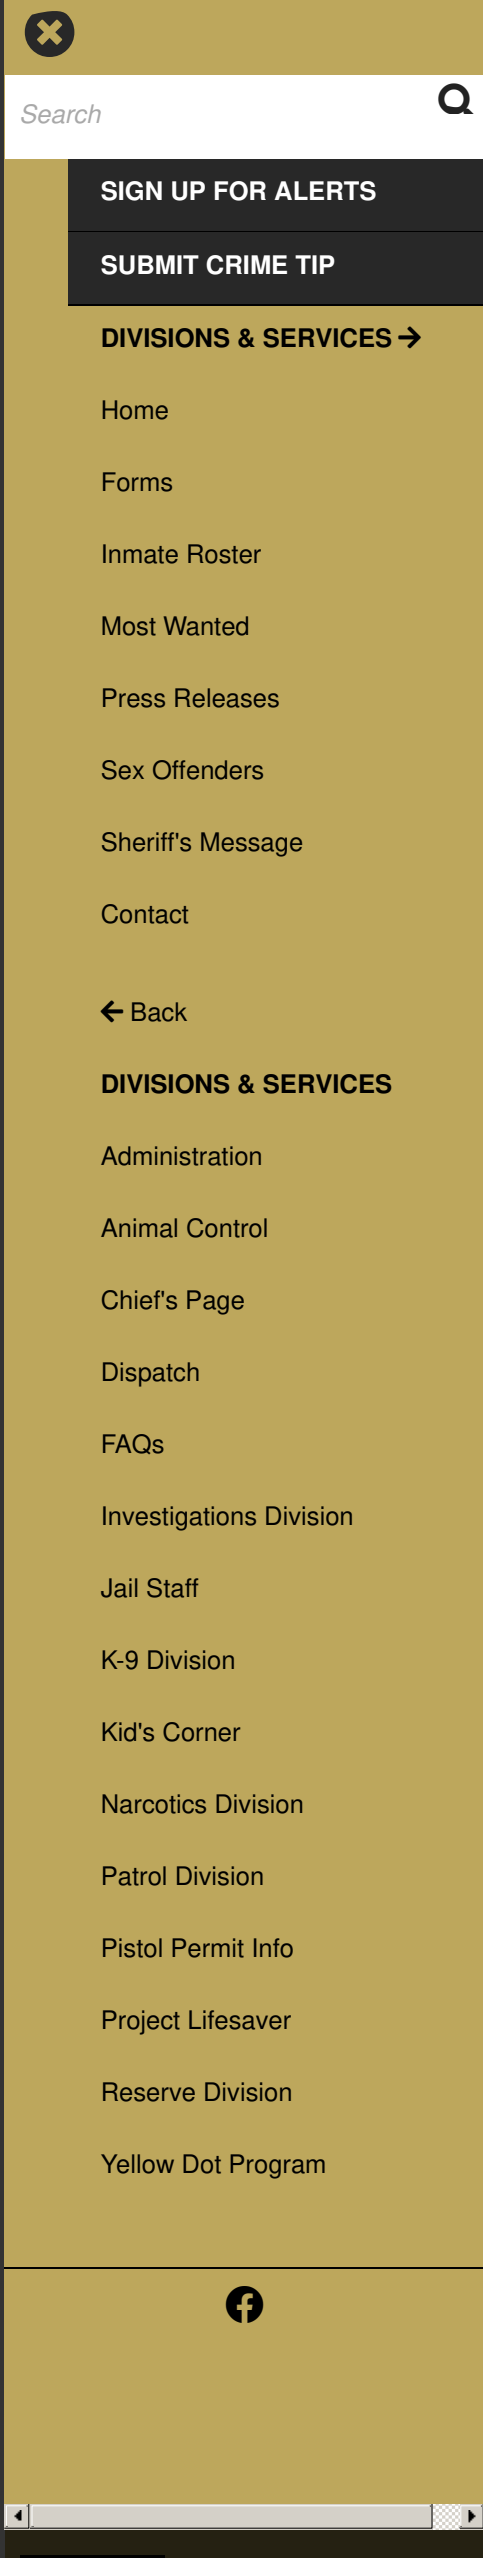 Search
SIGN UP FOR ALERTS
SUBMIT CRIME TIP
DIVISIONS & SERVICES
Home
Forms
Inmate Roster
Most Wanted
Press Releases
Sex Offenders
Sheriff's Message
Contact
Back
DIVISIONS & SERVICES
Administration
Animal Control
Chief's Page
Dispatch
FAQs
Investigations Division
Jail Staff
K-9 Division
Kid's Corner
Narcotics Division
Patrol Division
Pistol Permit Info
Project Lifesaver
Reserve Division
Yellow Dot Program